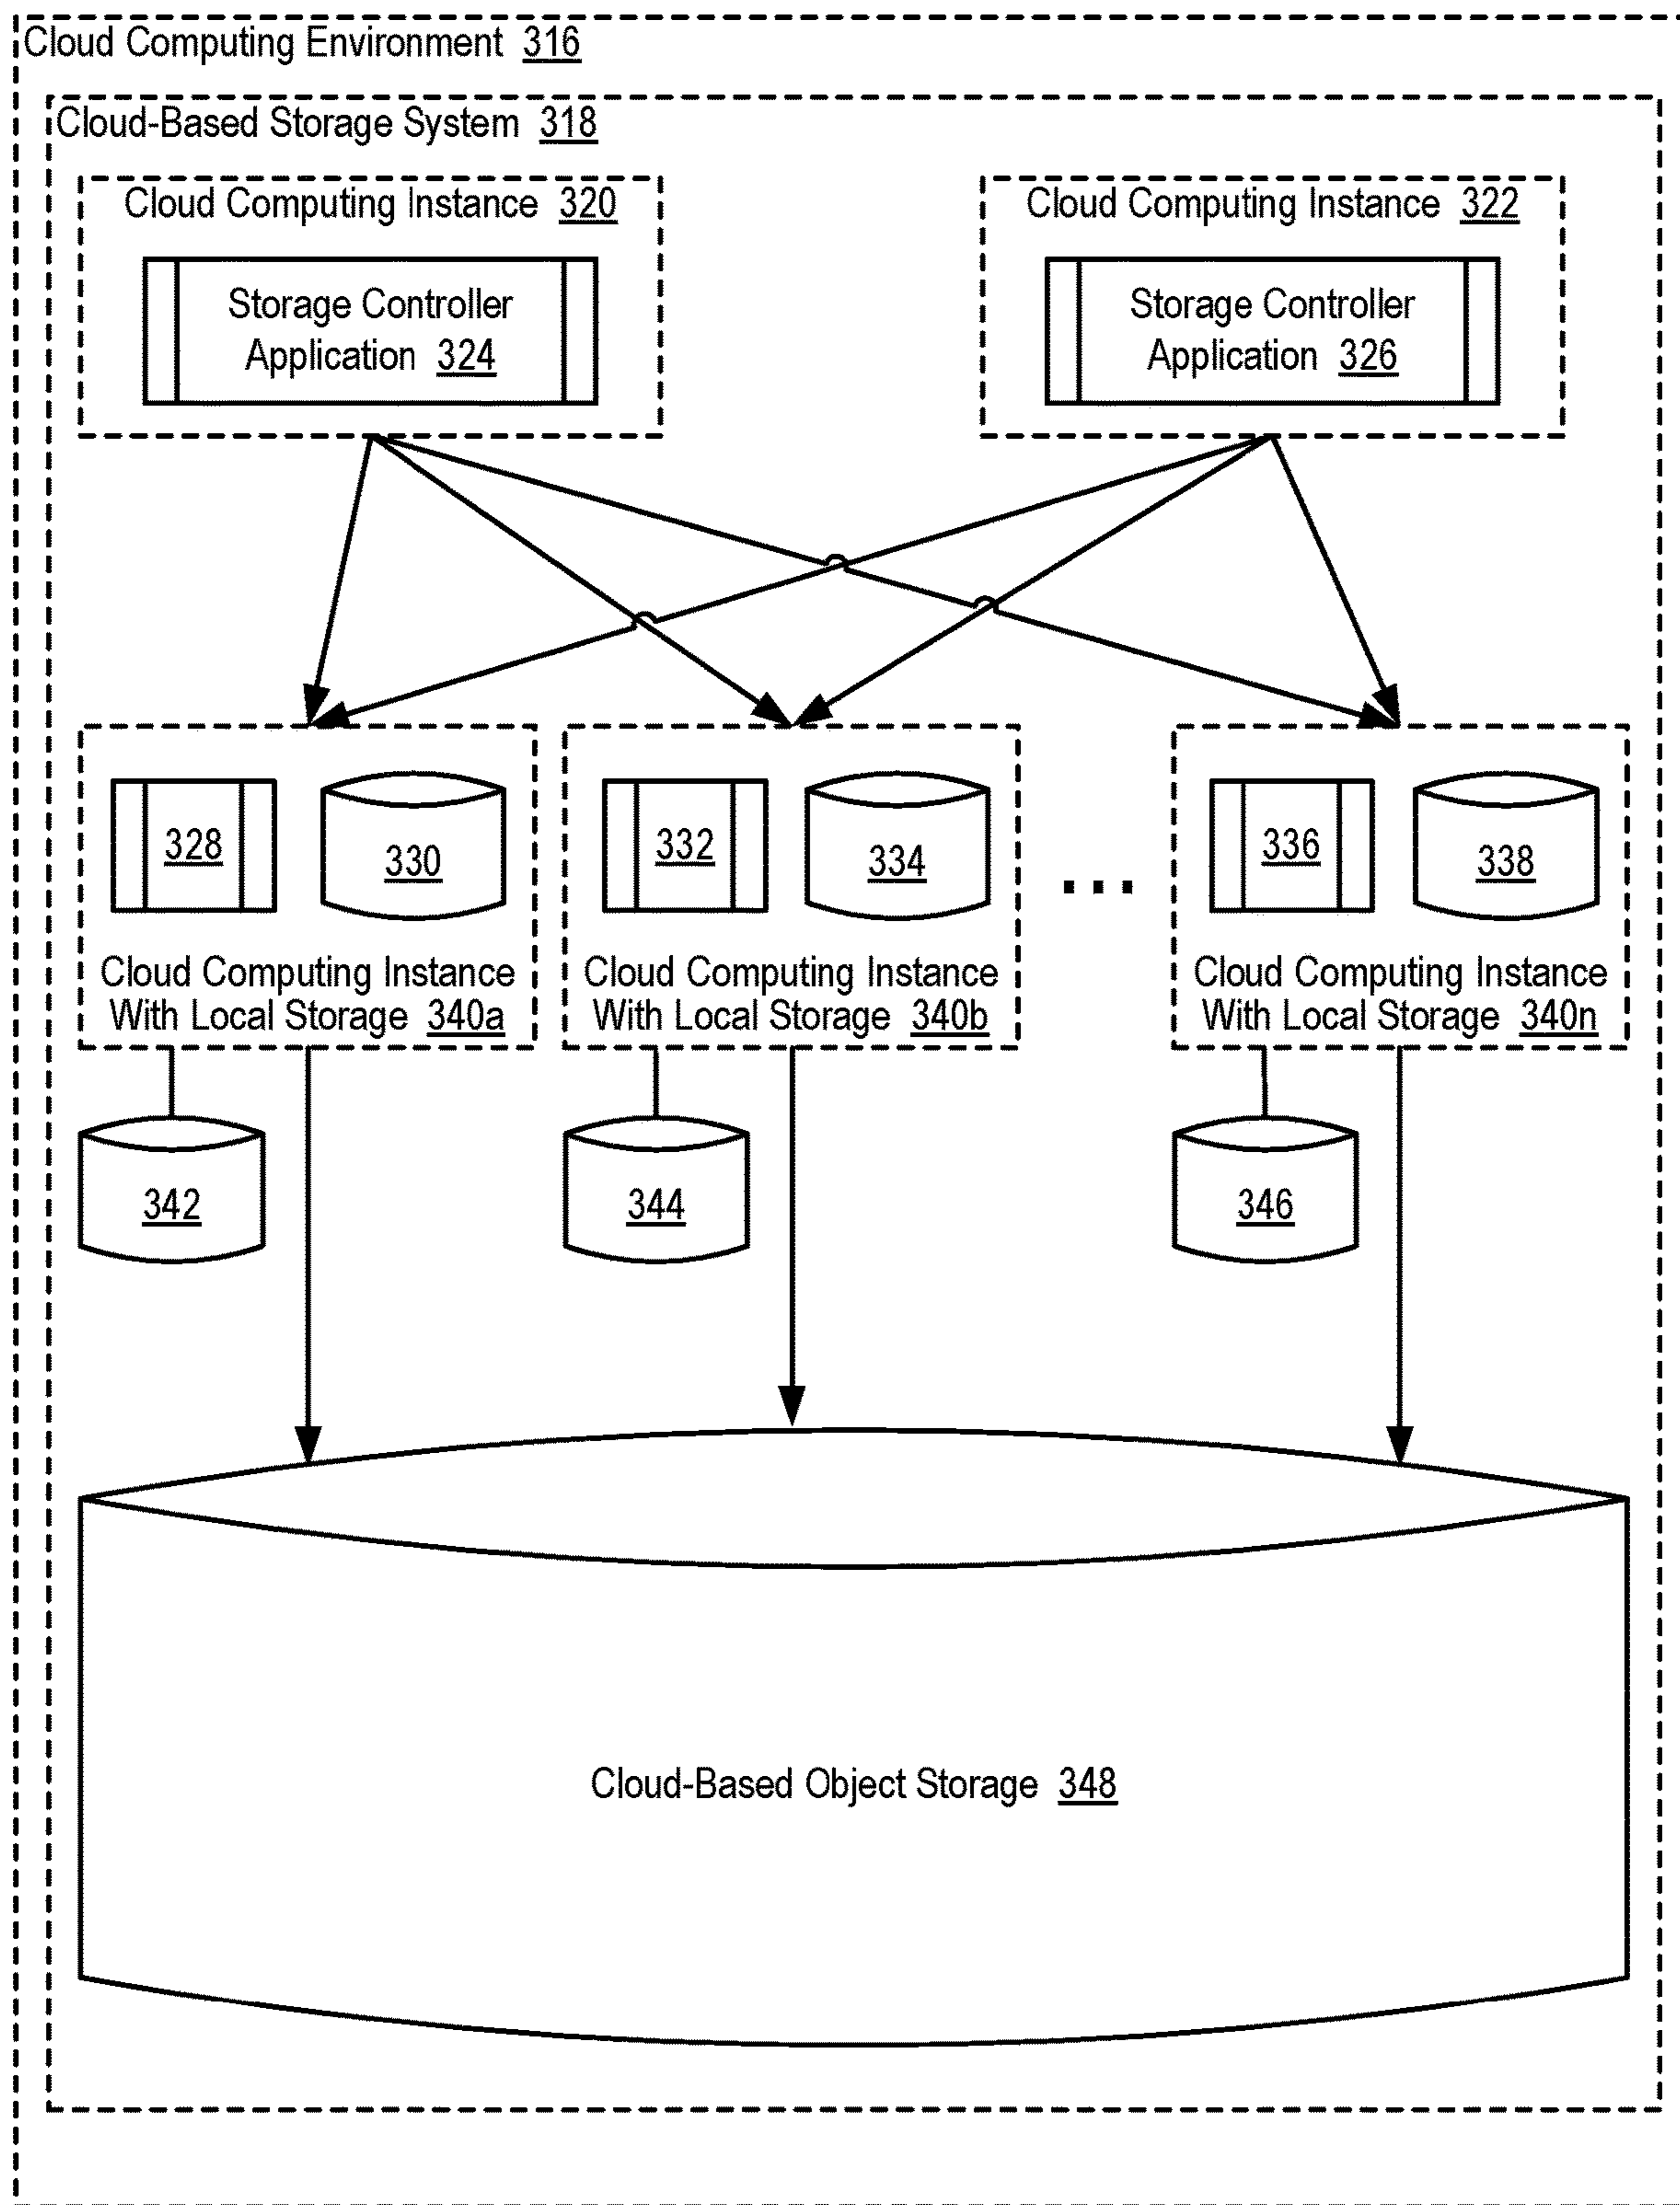 Cloud Computing Environment 316
Cloud-Based Storage System 318
Cloud Computing Instance 320
Storage Controller
Application 324
Cloud Computing Instance 322
Storage Controller
Application 326
328
330
Cloud Computing Instance
With Local Storage 340a
332
334
Cloud Computing Instance
With Local Storage 340b
...
336
338
Cloud Computing Instance
With Local Storage 340n
342
344
346
Cloud-Based Object Storage 348